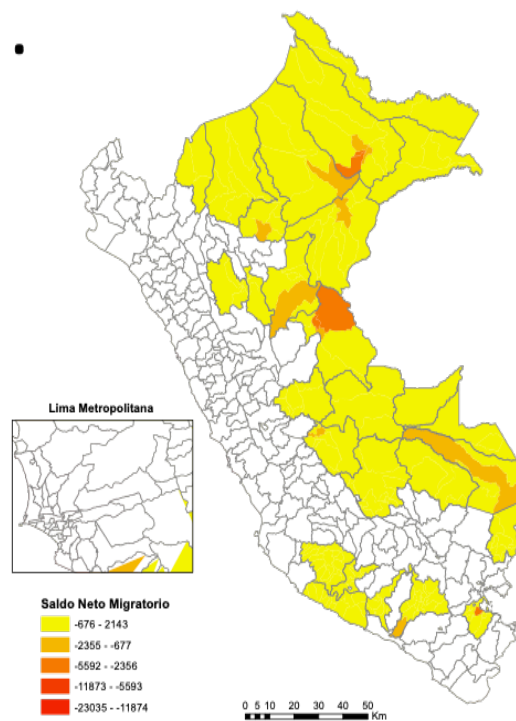 Lima Metropolitana
Saldo Neto Migratorio
-676 - 2143
-2355 - -677
-5592 - -2356
-11873 - -5593
-23035 - -11874
0 5 10 20 30 40 50
Km